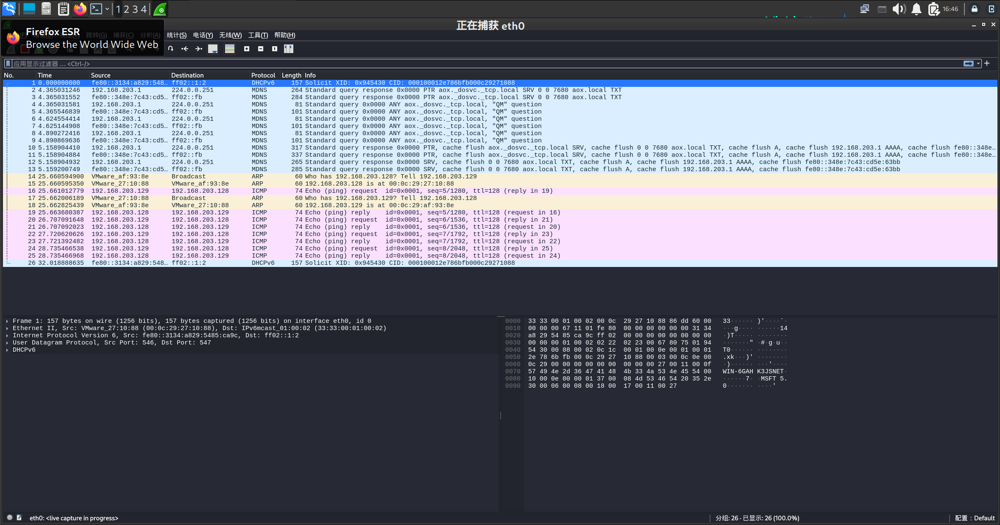 1 2 3 4
16:46
正在捕获 eth0
Firefox ESR
Browse the World Wide Web
跳转(G) 捕获(C) 分析(A) 统计(S) 电话(Y) 无线(W) 工具(T) 帮助(H)
应用显示过滤器 … <Ctrl-/>
No. Time Source Destination Protocol Length Info
1 0.000000000 fe80::3134:a829:548… ff02::1:2 DHCPv6 157 Solicit XID: 0x945430 CID: 000100012e786bfb000c29271088
2 4.365031246 192.168.203.1 224.0.0.251 MDNS 264 Standard query response 0x0000 PTR aox._dosvc._tcp.local SRV 0 0 7680 aox.local TXT
3 4.365031552 fe80::348e:7c43:cd5… ff02::fb MDNS 284 Standard query response 0x0000 PTR aox._dosvc._tcp.local SRV 0 0 7680 aox.local TXT
4 4.365031581 192.168.203.1 224.0.0.251 MDNS 81 Standard query 0x0000 ANY aox._dosvc._tcp.local, "QM" question
5 4.365546839 fe80::348e:7c43:cd5… ff02::fb MDNS 101 Standard query 0x0000 ANY aox._dosvc._tcp.local, "QM" question
6 4.624554414 192.168.203.1 224.0.0.251 MDNS 81 Standard query 0x0000 ANY aox._dosvc._tcp.local, "QM" question
7 4.625144908 fe80::348e:7c43:cd5… ff02::fb MDNS 101 Standard query 0x0000 ANY aox._dosvc._tcp.local, "QM" question
8 4.890272416 192.168.203.1 224.0.0.251 MDNS 81 Standard query 0x0000 ANY aox._dosvc._tcp.local, "QM" question
9 4.890869636 fe80::348e:7c43:cd5… ff02::fb MDNS 101 Standard query 0x0000 ANY aox._dosvc._tcp.local, "QM" question
10 5.158904410 192.168.203.1 224.0.0.251 MDNS 317 Standard query response 0x0000 PTR, cache flush aox._dosvc._tcp.local SRV, cache flush 0 0 7680 aox.local TXT, cache flush A, cache flush 192.168.203.1 AAAA, cache flush fe80::348e…
11 5.158904884 fe80::348e:7c43:cd5… ff02::fb MDNS 337 Standard query response 0x0000 PTR, cache flush aox._dosvc._tcp.local SRV, cache flush 0 0 7680 aox.local TXT, cache flush A, cache flush 192.168.203.1 AAAA, cache flush fe80::348e…
12 5.158904932 192.168.203.1 224.0.0.251 MDNS 265 Standard query response 0x0000 SRV, cache flush 0 0 7680 aox.local TXT, cache flush A, cache flush 192.168.203.1 AAAA, cache flush fe80::348e:7c43:cd5e:63bb
13 5.159200749 fe80::348e:7c43:cd5… ff02::fb MDNS 285 Standard query response 0x0000 SRV, cache flush 0 0 7680 aox.local TXT, cache flush A, cache flush 192.168.203.1 AAAA, cache flush fe80::348e:7c43:cd5e:63bb
14 25.660594900 VMware_af:93:8e Broadcast ARP 60 Who has 192.168.203.128? Tell 192.168.203.129
15 25.660595350 VMware_27:10:88 VMware_af:93:8e ARP 60 192.168.203.128 is at 00:0c:29:27:10:88
16 25.661012779 192.168.203.129 192.168.203.128 ICMP 74 Echo (ping) request id=0x0001, seq=5/1280, ttl=128 (reply in 19)
17 25.662006189 VMware_27:10:88 Broadcast ARP 60 Who has 192.168.203.129? Tell 192.168.203.128
18 25.662825439 VMware_af:93:8e VMware_27:10:88 ARP 60 192.168.203.129 is at 00:0c:29:af:93:8e
19 25.663680387 192.168.203.128 192.168.203.129 ICMP 74 Echo (ping) reply id=0x0001, seq=5/1280, ttl=128 (request in 16)
20 26.707091648 192.168.203.129 192.168.203.128 ICMP 74 Echo (ping) request id=0x0001, seq=6/1536, ttl=128 (reply in 21)
21 26.707092023 192.168.203.128 192.168.203.129 ICMP 74 Echo (ping) reply id=0x0001, seq=6/1536, ttl=128 (request in 20)
22 27.720620626 192.168.203.129 192.168.203.128 ICMP 74 Echo (ping) request id=0x0001, seq=7/1792, ttl=128 (reply in 23)
23 27.721392482 192.168.203.128 192.168.203.129 ICMP 74 Echo (ping) reply id=0x0001, seq=7/1792, ttl=128 (request in 22)
24 28.735466538 192.168.203.129 192.168.203.128 ICMP 74 Echo (ping) request id=0x0001, seq=8/2048, ttl=128 (reply in 25)
25 28.735466968 192.168.203.128 192.168.203.129 ICMP 74 Echo (ping) reply id=0x0001, seq=8/2048, ttl=128 (request in 24)
26 32.018888635 fe80::3134:a829:548… ff02::1:2 DHCPv6 157 Solicit XID: 0x945430 CID: 000100012e786bfb000c29271088
Frame 1: 157 bytes on wire (1256 bits), 157 bytes captured (1256 bits) on interface eth0, id 0
Ethernet II, Src: VMware_27:10:88 (00:0c:29:27:10:88), Dst: IPv6mcast_01:00:02 (33:33:00:01:00:02)
Internet Protocol Version 6, Src: fe80::3134:a829:5485:ca9c, Dst: ff02::1:2
User Datagram Protocol, Src Port: 546, Dst Port: 547
DHCPv6
0000 33 33 00 01 00 02 00 0c 29 27 10 88 86 dd 60 00 33······ )'····`·
0010 00 00 00 67 11 01 fe 80 00 00 00 00 00 00 31 34 ···g···· ······14
0020 a8 29 54 85 ca 9c ff 02 00 00 00 00 00 00 00 00 ·)T····· ········
0030 00 00 00 01 00 02 02 22 02 23 00 67 80 75 01 94 ·······" ·#·g·u··
0040 54 30 00 08 00 02 0c 1c 00 01 00 0e 00 01 00 01 T0······ ········
0050 2e 78 6b fb 00 0c 29 27 10 88 00 03 00 0c 0e 00 .xk···)' ········
0060 0c 29 00 00 00 00 00 00 00 00 00 27 00 11 00 0f ·)······ ···'····
0070 57 49 4e 2d 36 47 41 48 4b 33 4a 53 4e 45 54 00 WIN-6GAH K3JSNET·
0080 10 00 0e 00 00 01 37 00 08 4d 53 46 54 20 35 2e ······7· ·MSFT 5.
0090 30 00 06 00 08 00 18 00 17 00 11 00 27 0······· ····'
eth0: <live capture in progress>
分组: 26 · 已显示: 26 (100.0%)
配置：Default